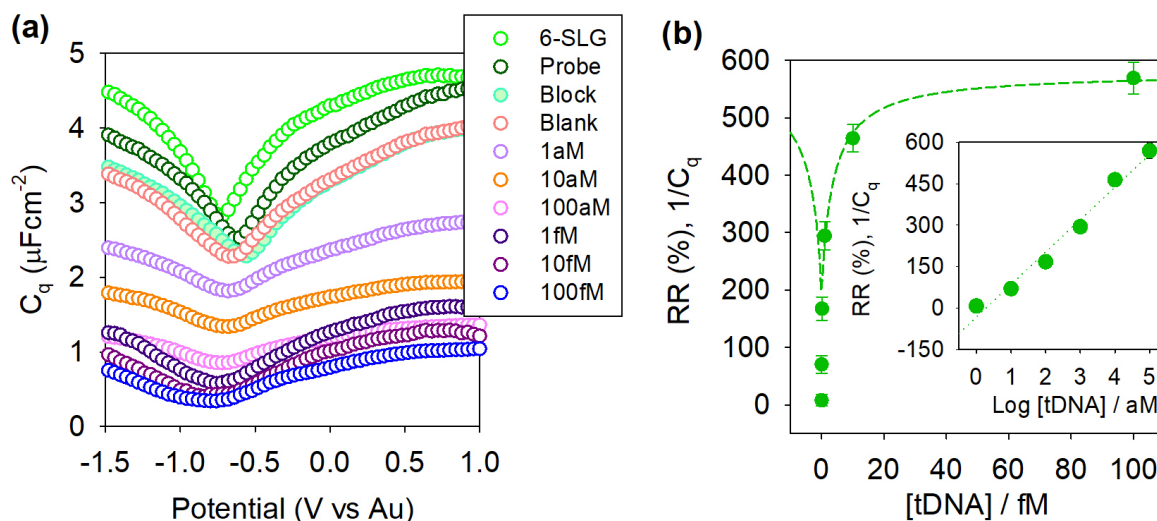 (a)
5
4
3
2
1
0
-1.5 -1.0 -0.5 0.0 0.5 1.0
Potential (V vs Au)
Cq (µFcm-2)
6-SLG
Probe
Block
Blank
1aM
10aM
100aM
1fM
10fM
100fM
(b)
600
500
400
300
200
100
0
0 20 40 60 80 100
[tDNA] / fM
RR (%), 1/Cq
600
450
300
150
0
-150
0 1 2 3 4 5
Log [tDNA] / aM
RR (%), 1/Cq